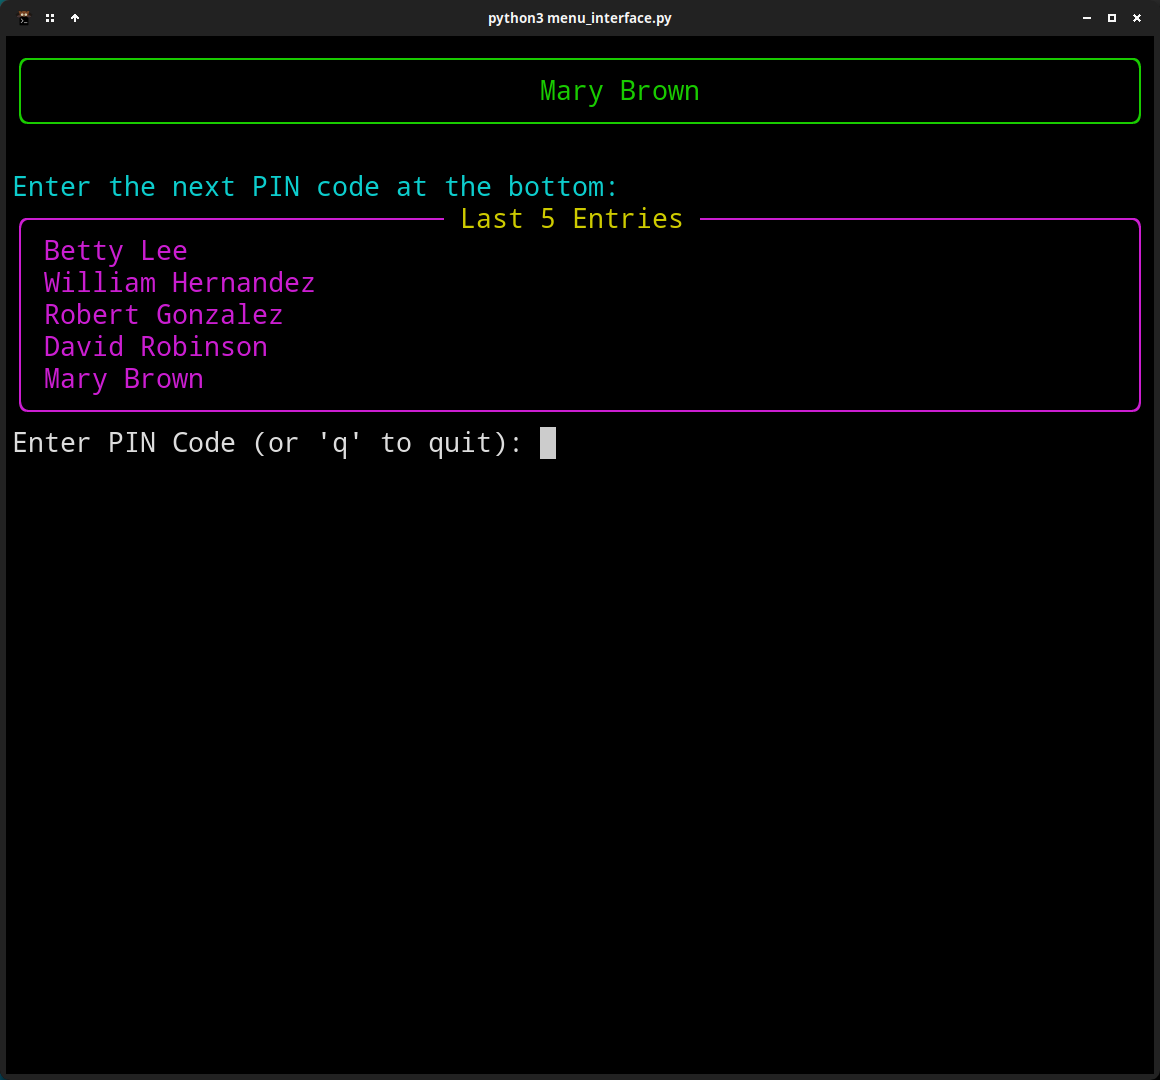 python3 menu_interface.py
Mary Brown
Enter the next PIN code at the bottom:
Last 5 Entries
Betty Lee
William Hernandez
Robert Gonzalez
David Robinson
Mary Brown
Enter PIN Code (or 'q' to quit):